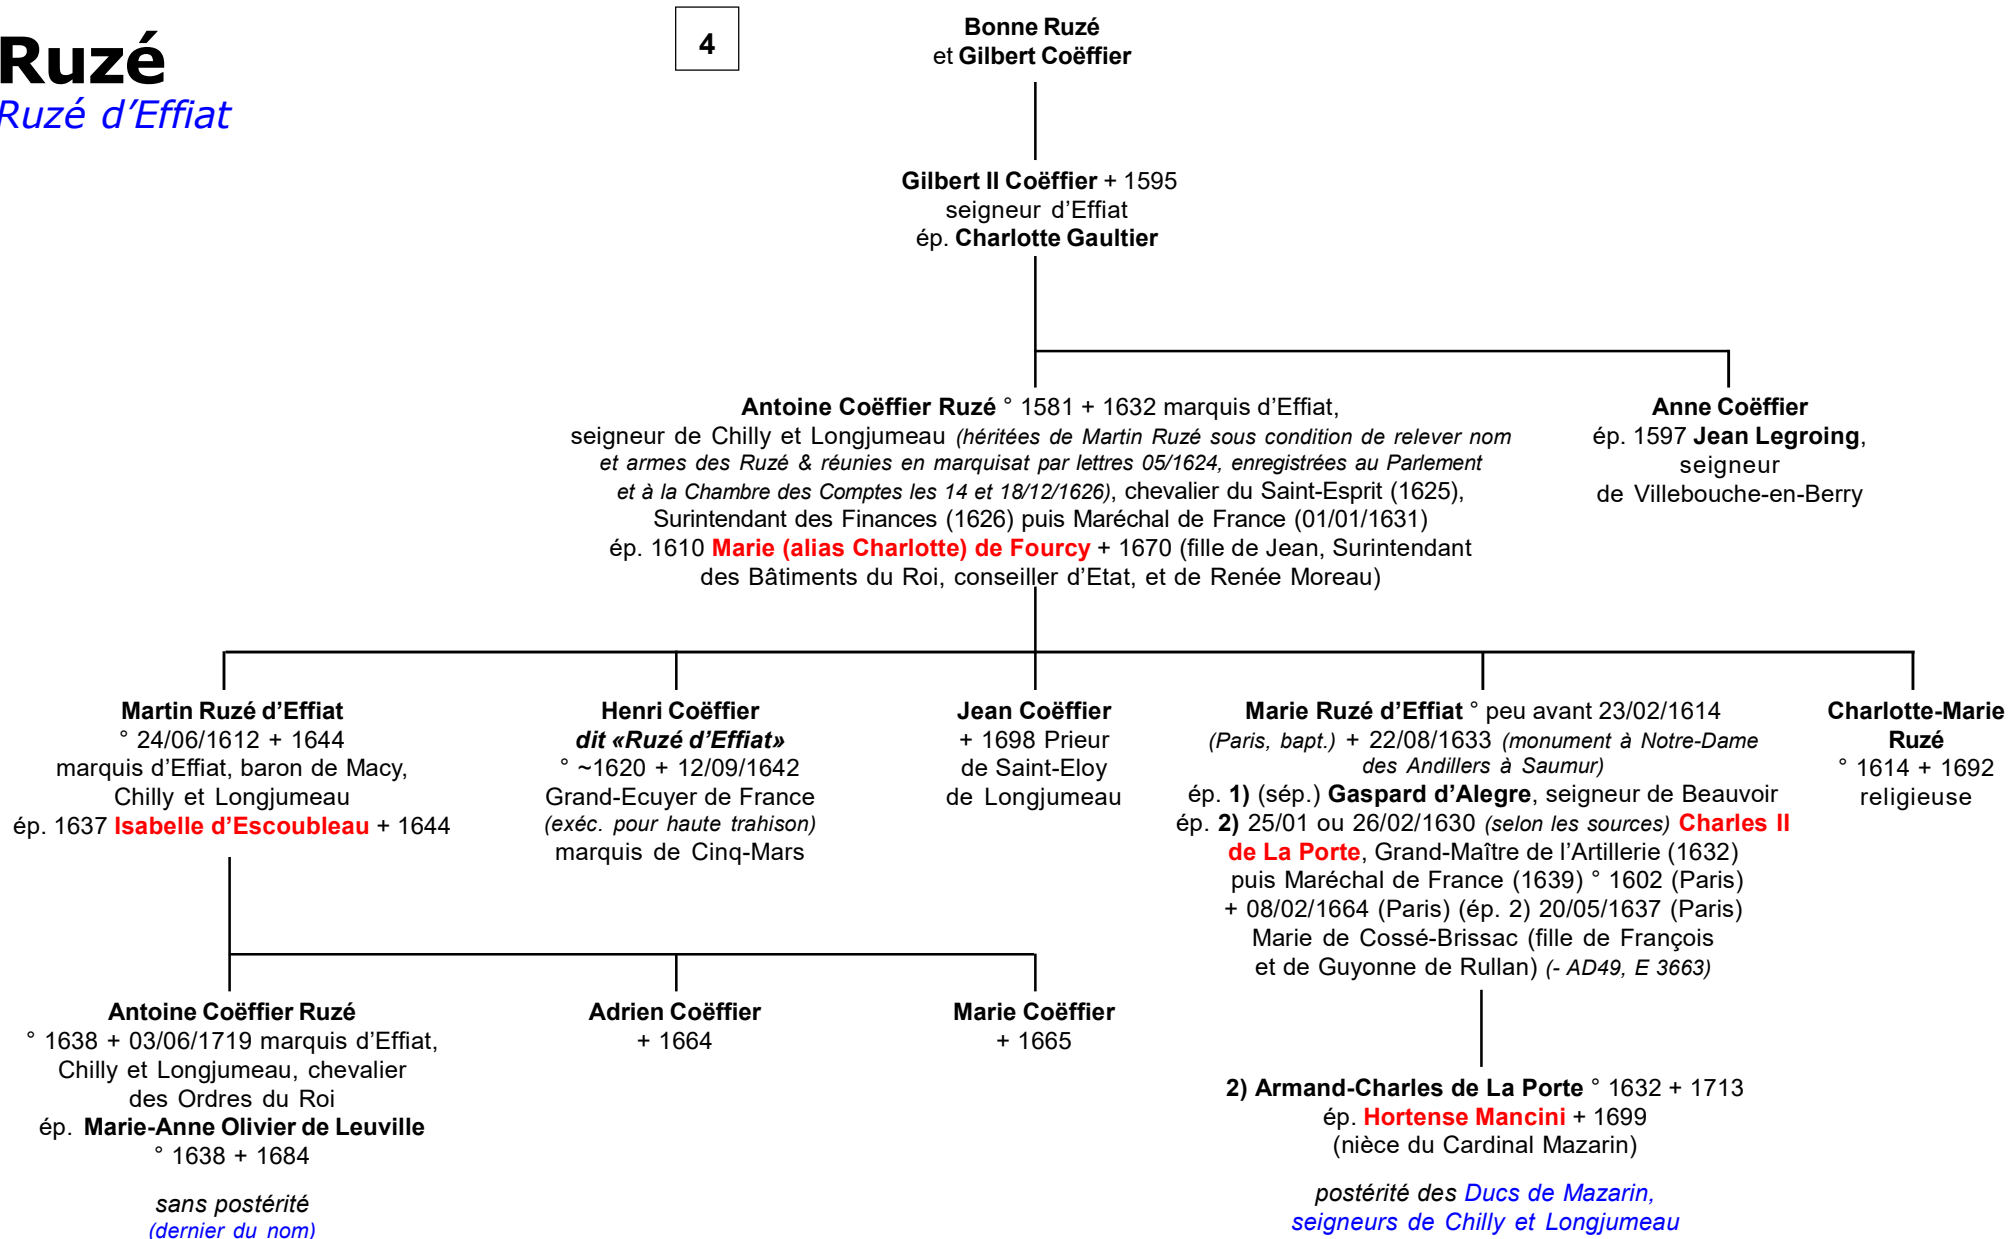 Ruzé
Ruzé d’Effiat
4
Bonne Ruzé
et Gilbert Coëffier
Gilbert II Coëffier + 1595
seigneur d’Effiat
ép. Charlotte Gaultier
Antoine Coëffier Ruzé ° 1581 + 1632 marquis d’Effiat,
seigneur de Chilly et Longjumeau (héritées de Martin Ruzé sous condition de relever nom
et armes des Ruzé & réunies en marquisat par lettres 05/1624, enregistrées au Parlement
et à la Chambre des Comptes les 14 et 18/12/1626), chevalier du Saint-Esprit (1625),
Surintendant des Finances (1626) puis Maréchal de France (01/01/1631)
ép. 1610 Marie (alias Charlotte) de Fourcy + 1670 (fille de Jean, Surintendant
des Bâtiments du Roi, conseiller d’Etat, et de Renée Moreau)
Anne Coëffier
ép. 1597 Jean Legroing,
seigneur
de Villebouche-en-Berry
Martin Ruzé d’Effiat
° 24/06/1612 + 1644
marquis d’Effiat, baron de Macy,
Chilly et Longjumeau
ép. 1637 Isabelle d’Escoubleau + 1644
Henri Coëffier
dit «Ruzé d’Effiat»
° ~1620 + 12/09/1642
Grand-Ecuyer de France
(exéc. pour haute trahison)
marquis de Cinq-Mars
Jean Coëffier
+ 1698 Prieur
de Saint-Eloy
de Longjumeau
Marie Ruzé d’Effiat ° peu avant 23/02/1614
(Paris, bapt.) + 22/08/1633 (monument à Notre-Dame
des Andillers à Saumur)
ép. 1) (sép.) Gaspard d’Alegre, seigneur de Beauvoir
ép. 2) 25/01 ou 26/02/1630 (selon les sources) Charles II
de La Porte, Grand-Maître de l’Artillerie (1632)
puis Maréchal de France (1639) ° 1602 (Paris)
+ 08/02/1664 (Paris) (ép. 2) 20/05/1637 (Paris)
Marie de Cossé-Brissac (fille de François
et de Guyonne de Rullan) (- AD49, E 3663)
Charlotte-Marie
Ruzé
° 1614 + 1692
religieuse
Antoine Coëffier Ruzé
° 1638 + 03/06/1719 marquis d’Effiat,
Chilly et Longjumeau, chevalier
des Ordres du Roi
ép. Marie-Anne Olivier de Leuville
° 1638 + 1684
sans postérité
(dernier du nom)
Adrien Coëffier
+ 1664
Marie Coëffier
+ 1665
2) Armand-Charles de La Porte ° 1632 + 1713
ép. Hortense Mancini + 1699
(nièce du Cardinal Mazarin)
postérité des Ducs de Mazarin,
seigneurs de Chilly et Longjumeau